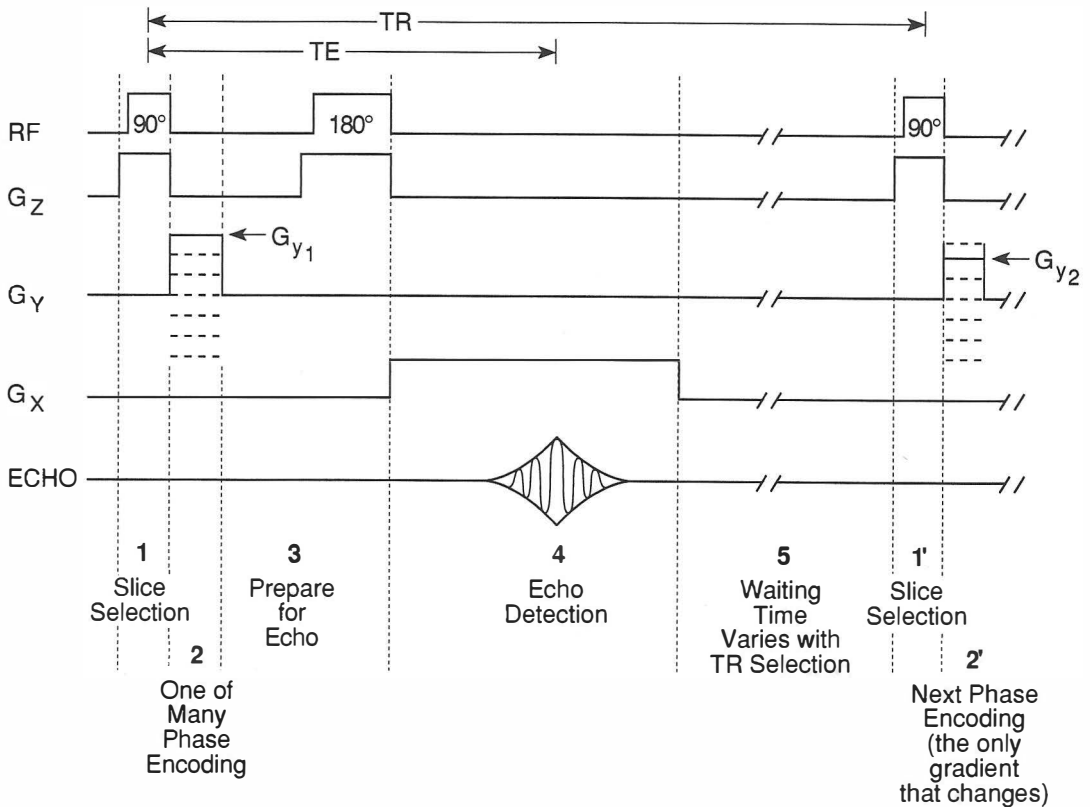 TR
TE
RF
90°
180°
90°
G_Z
G_y1
G_Y
G_y2
G_X
ECHO
1
Slice
Selection
2
One of
Many
Phase
Encoding
3
Prepare
for
Echo
4
Echo
Detection
5
Waiting
Time
Varies with
TR Selection
1'
Slice
Selection
2'
Next Phase
Encoding
(the only
gradient
that changes)